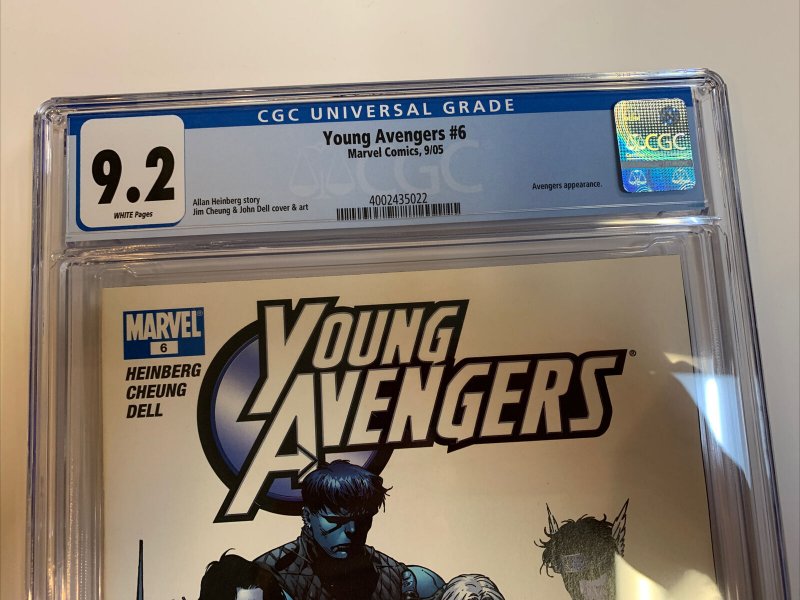 CGC UNIVERSAL GRADE
9.2
WHITE Pages
Young Avengers #6
Marvel Comics, 9/05
Allan Heinberg story
Jim Cheung & John Dell cover & art
4002435022
Avengers appearance.
CGC
CGC
MARVEL®
6
HEINBERG
CHEUNG
DELL
YOUNG
AVENGERS®